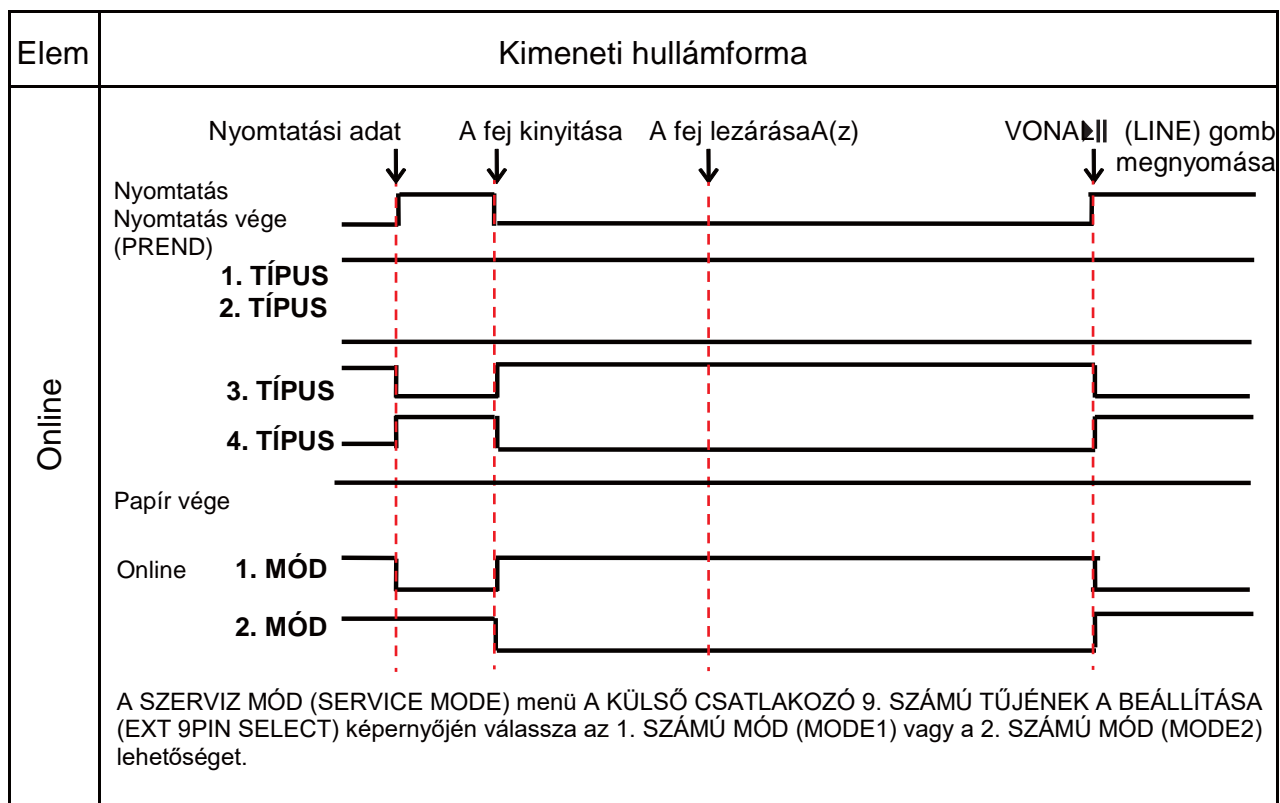 Elem
Kimeneti hullámforma
Online
Nyomtatási adat
A fej kinyitása
A fej lezárásaA(z)
VONAL (LINE) gomb
megnyomása
Nyomtatás
Nyomtatás vége
(PREND)
1. TÍPUS
2. TÍPUS
3. TÍPUS
4. TÍPUS
Papír vége
Online 1. MÓD
2. MÓD
A SZERVIZ MÓD (SERVICE MODE) menü A KÜLSŐ CSATLAKOZÓ 9. SZÁMÚ TŰJÉNEK A BEÁLLÍTÁSA
(EXT 9PIN SELECT) képernyőjén válassza az 1. SZÁMÚ MÓD (MODE1) vagy a 2. SZÁMÚ MÓD (MODE2)
lehetőséget.